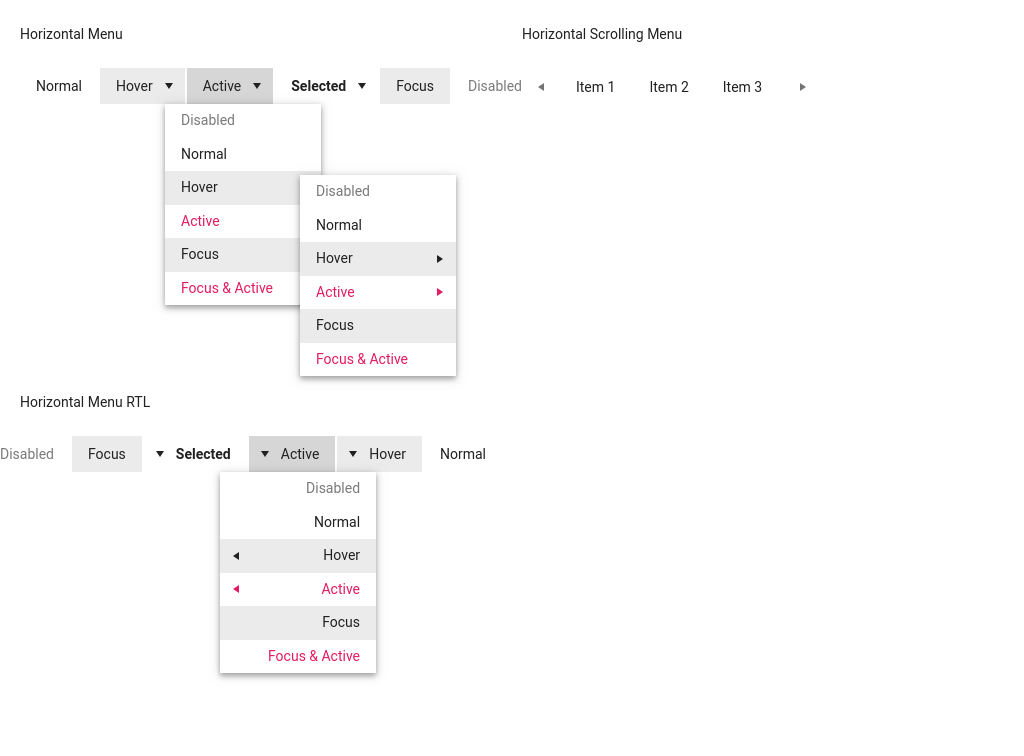 Horizontal Menu
Normal Hover Active Selected Focus Disabled
Disabled
Normal
Hover
Active
Focus
Focus & Active
Disabled
Normal
Hover
Active
Focus
Focus & Active
Horizontal Scrolling Menu
Item 1 Item 2 Item 3
Horizontal Menu RTL
Disabled Focus Selected Active Hover Normal
Disabled
Normal
Hover
Active
Focus
Focus & Active